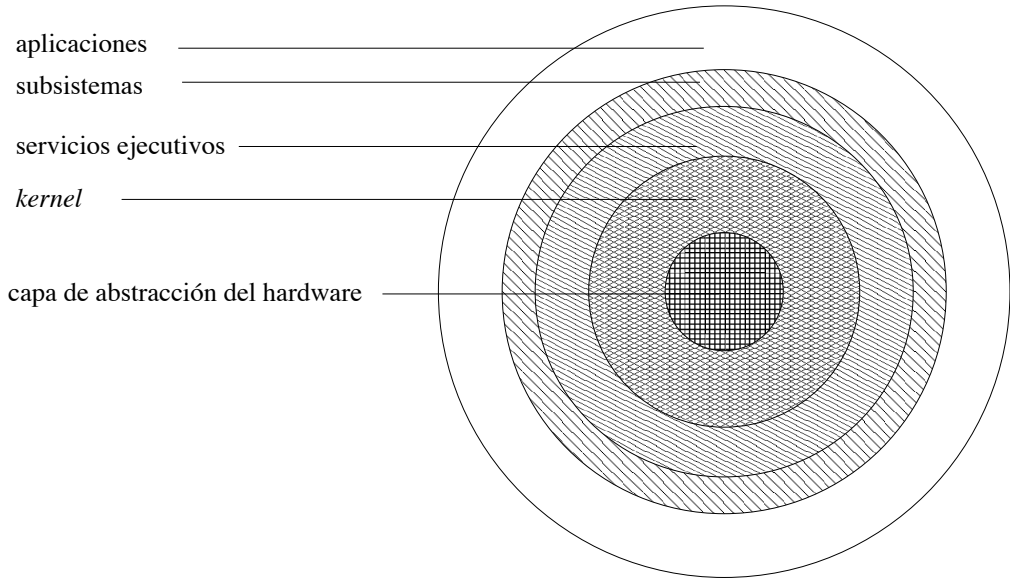 aplicaciones
subsistemas
servicios ejecutivos
kernel
capa de abstracción del hardware